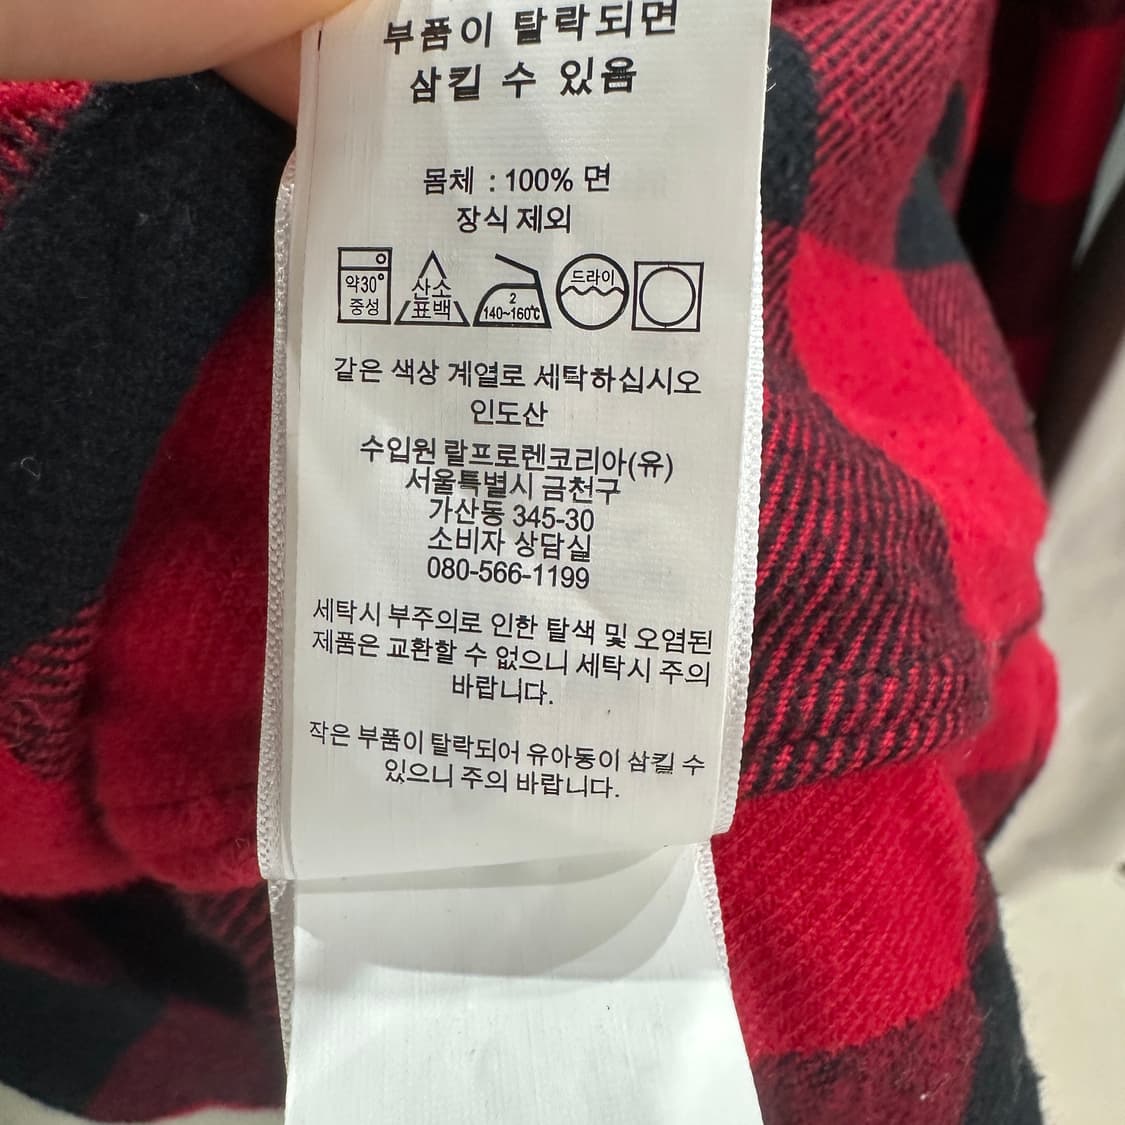 부품이 탈락되면
삼킬 수 있음
몸체 : 100% 면
장식 제외
약30°
중성
산소
표백
2
140~160℃
드라이
같은 색상 계열로 세탁하십시오
인도산
수입원 랄프로렌코리아(유)
서울특별시 금천구
가산동 345-30
소비자 상담실
080-566-1199
세탁시 부주의로 인한 탈색 및 오염된
제품은 교환할 수 없으니 세탁시 주의
바랍니다.
작은 부품이 탈락되어 유아동이 삼킬 수
있으니 주의 바랍니다.